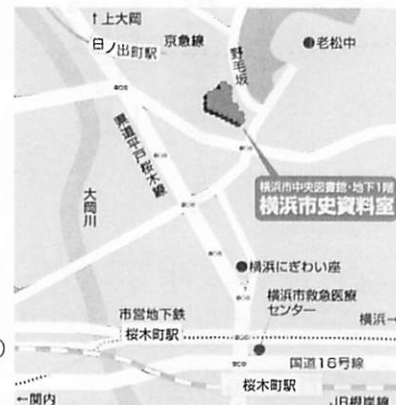 ↑上大岡
日ノ出町駅
京急線
野毛坂
老松中
県道平戸桜木線
大岡川
横浜市中央図書館・地下1階
横浜市史資料室
横浜にぎわい座
横浜市救急医療
センター
市営地下鉄
桜木町駅
横浜→
国道16号線
桜木町駅
←関内
JR根岸線
)